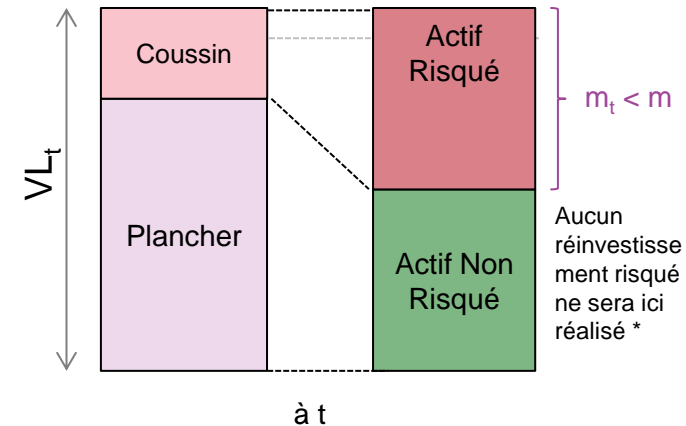 VLt
Coussin
Plancher
Actif
Risqué
Actif Non
Risqué
mt < m
Aucun
réinvestisse
ment risqué
ne sera ici
réalisé *
à t